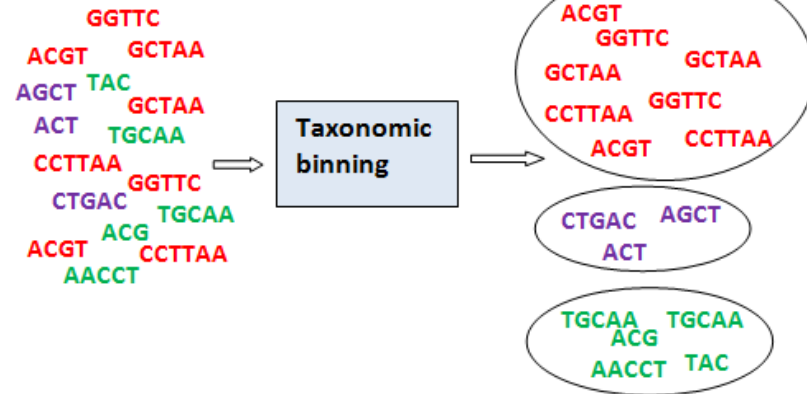 GGTTC
ACGT GCTAA
AGCT TAC
GCTAA
ACT TGCAA
CCTTAA
GGTTC
CTGAC TGCAA
ACG
ACGT CCTTAA
AACCT
Taxonomic
binning
ACGT
GGTTC
GCTAA
GCTAA
GGTTC
CCTTAA
CCTTAA
ACGT
CTGAC AGCT
ACT
TGCAA TGCAA
ACG
AACCT TAC